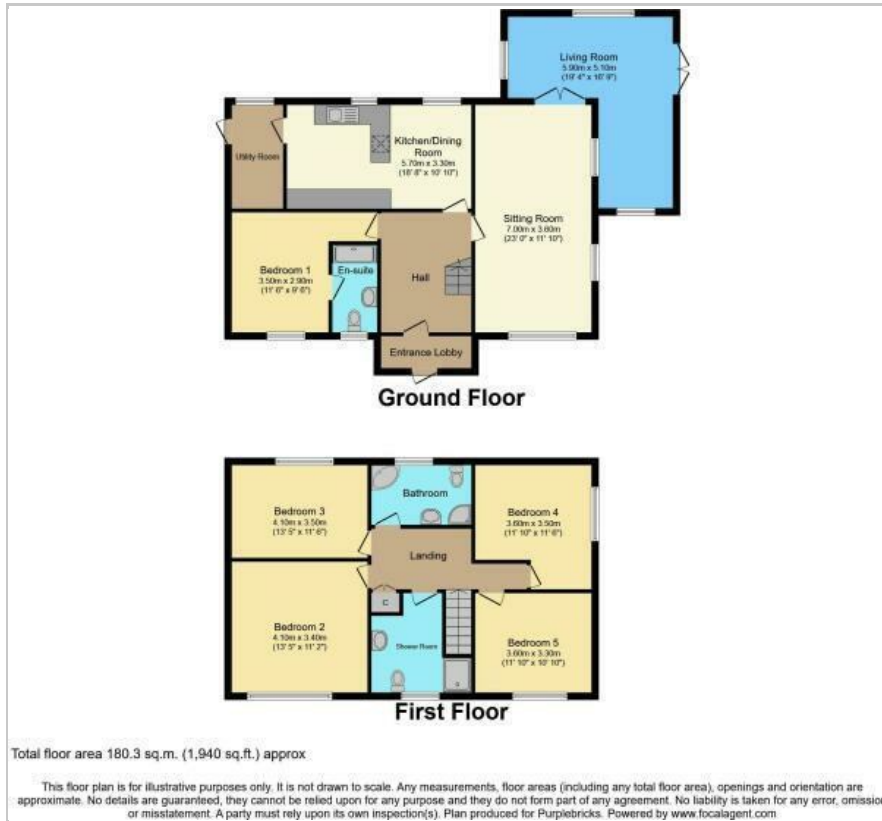 Living Room
5.90m x 5.10m
(19' 4" x 16' 9")
Utility Room
Kitchen/Dining
Room
5.70m x 3.30m
(18' 8" x 10' 10")
Sitting Room
7.00m x 3.60m
(23' 0" x 11' 10")
Bedroom 1
3.50m x 2.90m
(11' 6" x 9' 6")
En-suite
Hall
Entrance Lobby
Ground Floor
Bedroom 3
4.10m x 3.50m
(13' 5" x 11' 6")
Bathroom
Bedroom 4
3.60m x 3.50m
(11' 10" x 11' 6")
Landing
C
Bedroom 2
4.10m x 3.40m
(13' 5" x 11' 2")
Shower Room
Bedroom 5
3.60m x 3.30m
(11' 10" x 10' 10")
First Floor
Total floor area 180.3 sq.m. (1,940 sq.ft.) approx
This floor plan is for illustrative purposes only. It is not drawn to scale. Any measurements, floor areas (including any total floor area), openings and orientation are
approximate. No details are guaranteed, they cannot be relied upon for any purpose and they do not form part of any agreement. No liability is taken for any error, omission
or misstatement. A party must rely upon its own inspection(s). Plan produced for Purplebricks. Powered by www.focalagent.com